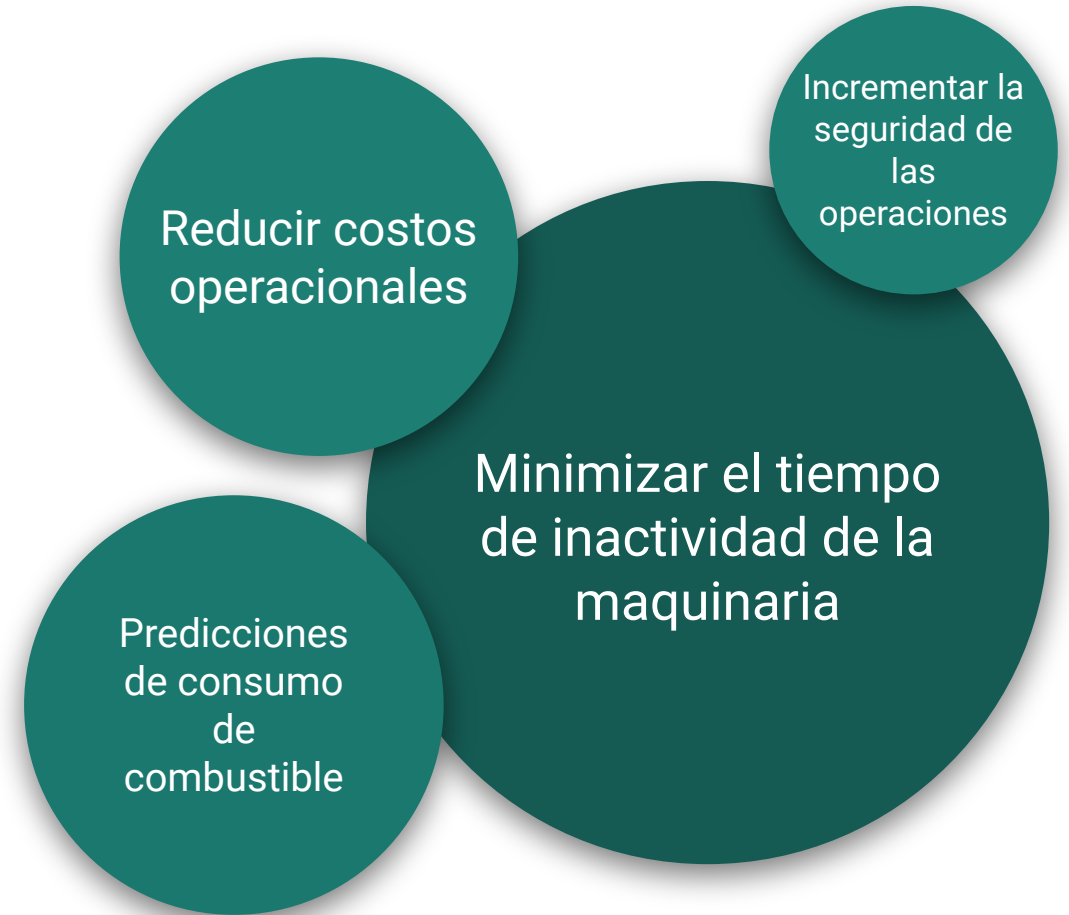 Incrementar la
seguridad de
las
operaciones
Reducir costos
operacionales
Minimizar el tiempo
de inactividad de la
maquinaria
Predicciones
de consumo
de
combustible